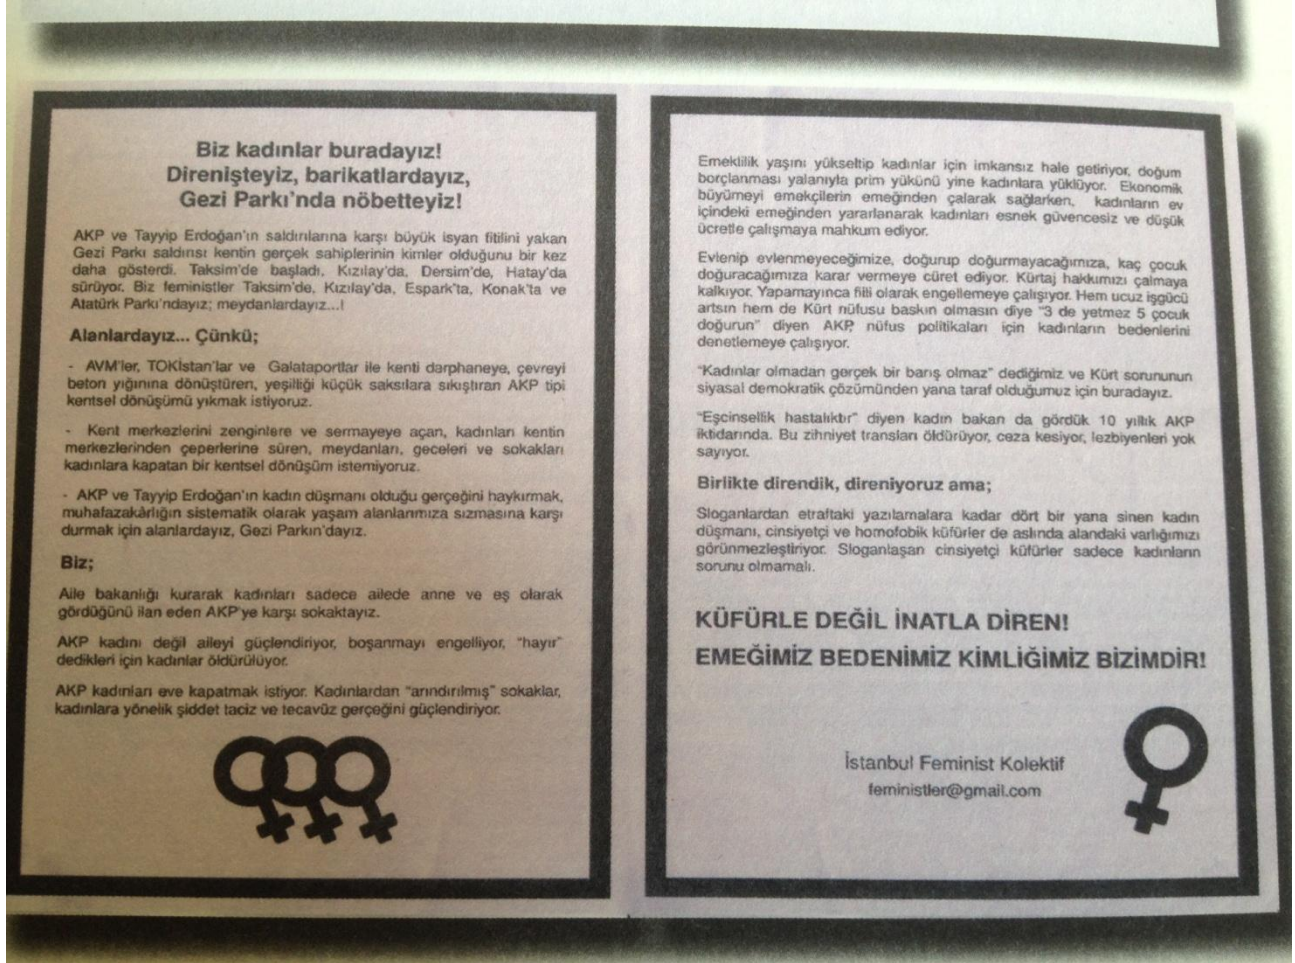 Biz kadınlar buradayız!
Direnişteyiz, barikatlardayız,
Gezi Parkı'nda nöbetteyiz!
AKP ve Tayyip Erdoğan'ın saldırılarına karşı büyük isyan fitilini yakan
Gezi Parkı saldırısı kentin gerçek sahiplerinin kimler olduğunu bir kez
daha gösterdi. Taksim'de başladı, Kızılay'da, Dersim'de, Hatay'da
sürüyor. Biz feministler Taksim'de, Kızılay'da, Espark'ta, Konak'ta ve
Atatürk Parkı'ndayız; meydanlardayız...!
Alanlardayız... Çünkü;
- AVM'ler, TOKİstan'lar ve Galataportlar ile kenti darphaneye, çevreyi
beton yığınına dönüştüren, yeşilliği küçük saksılara sıkıştıran AKP tipi
kentsel dönüşümü yıkmak istiyoruz.
- Kent merkezlerini zenginlere ve sermayeye açan, kadınları kentin
merkezlerinden çeperlerine süren, meydanları, geceleri ve sokakları
kadınlara kapatan bir kentsel dönüşüm istemiyoruz.
- AKP ve Tayyip Erdoğan'ın kadın düşmanı olduğu gerçeğini haykırmak,
muhafazakârlığın sistematik olarak yaşam alanlarımıza sızmasına karşı
durmak için alanlardayız, Gezi Parkın'dayız.
Biz;
Aile bakanlığı kurarak kadınları sadece ailede anne ve eş olarak
gördüğünü ilan eden AKP'ye karşı sokaktayız.
AKP kadını değil aileyi güçlendiriyor, boşanmayı engelliyor, "hayır"
dedikleri için kadınlar öldürülüyor.
AKP kadınları eve kapatmak istiyor. Kadınlardan "arındırılmış" sokaklar,
kadınlara yönelik şiddet taciz ve tecavüz gerçeğini güçlendiriyor.
Emeklilik yaşını yükseltip kadınlar için imkansız hale getiriyor, doğum
borçlanması yalanıyla prim yükünü yine kadınlara yüklüyor. Ekonomik
büyümeyi emekçilerin emeğinden çalarak sağlarken, kadınların ev
içindeki emeğinden yararlanarak kadınları esnek güvencesiz ve düşük
ücretle çalışmaya mahkum ediyor.
Evlenip evlenmeyeceğimize, doğurup doğurmayacağımıza, kaç çocuk
doğuracağımıza karar vermeye cüret ediyor. Kürtaj hakkımızı çalmaya
kalkıyor. Yapamayınca fiili olarak engellemeye çalışıyor. Hem ucuz işgücü
artsın hem de Kürt nüfusu baskın olmasın diye "3 de yetmez 5 çocuk
doğurun" diyen AKP, nüfus politikaları için kadınların bedenlerini
denetlemeye çalışıyor.
"Kadınlar olmadan gerçek bir barış olmaz" dediğimiz ve Kürt sorununun
siyasal demokratik çözümünden yana taraf olduğumuz için buradayız.
"Eşcinsellik hastalıktır" diyen kadın bakan da gördük 10 yıllık AKP
iktidarında. Bu zihniyet transları öldürüyor, ceza kesiyor, lezbiyenleri yok
sayıyor.
Birlikte direndik, direniyoruz ama;
Sloganlardan etraftaki yazılamalara kadar dört bir yana sinen kadın
düşmanı, cinsiyetçi ve homofobik küfürler de aslında alandaki varlığımızı
görünmezleştiriyor. Sloganlaşan cinsiyetçi küfürler sadece kadınların
sorunu olmamalı.
KÜFÜRLE DEĞİL İNATLA DİREN!
EMEĞİMİZ BEDENİMİZ KİMLİĞİMİZ BİZİMDİR!
İstanbul Feminist Kolektif
feministler@gmail.com